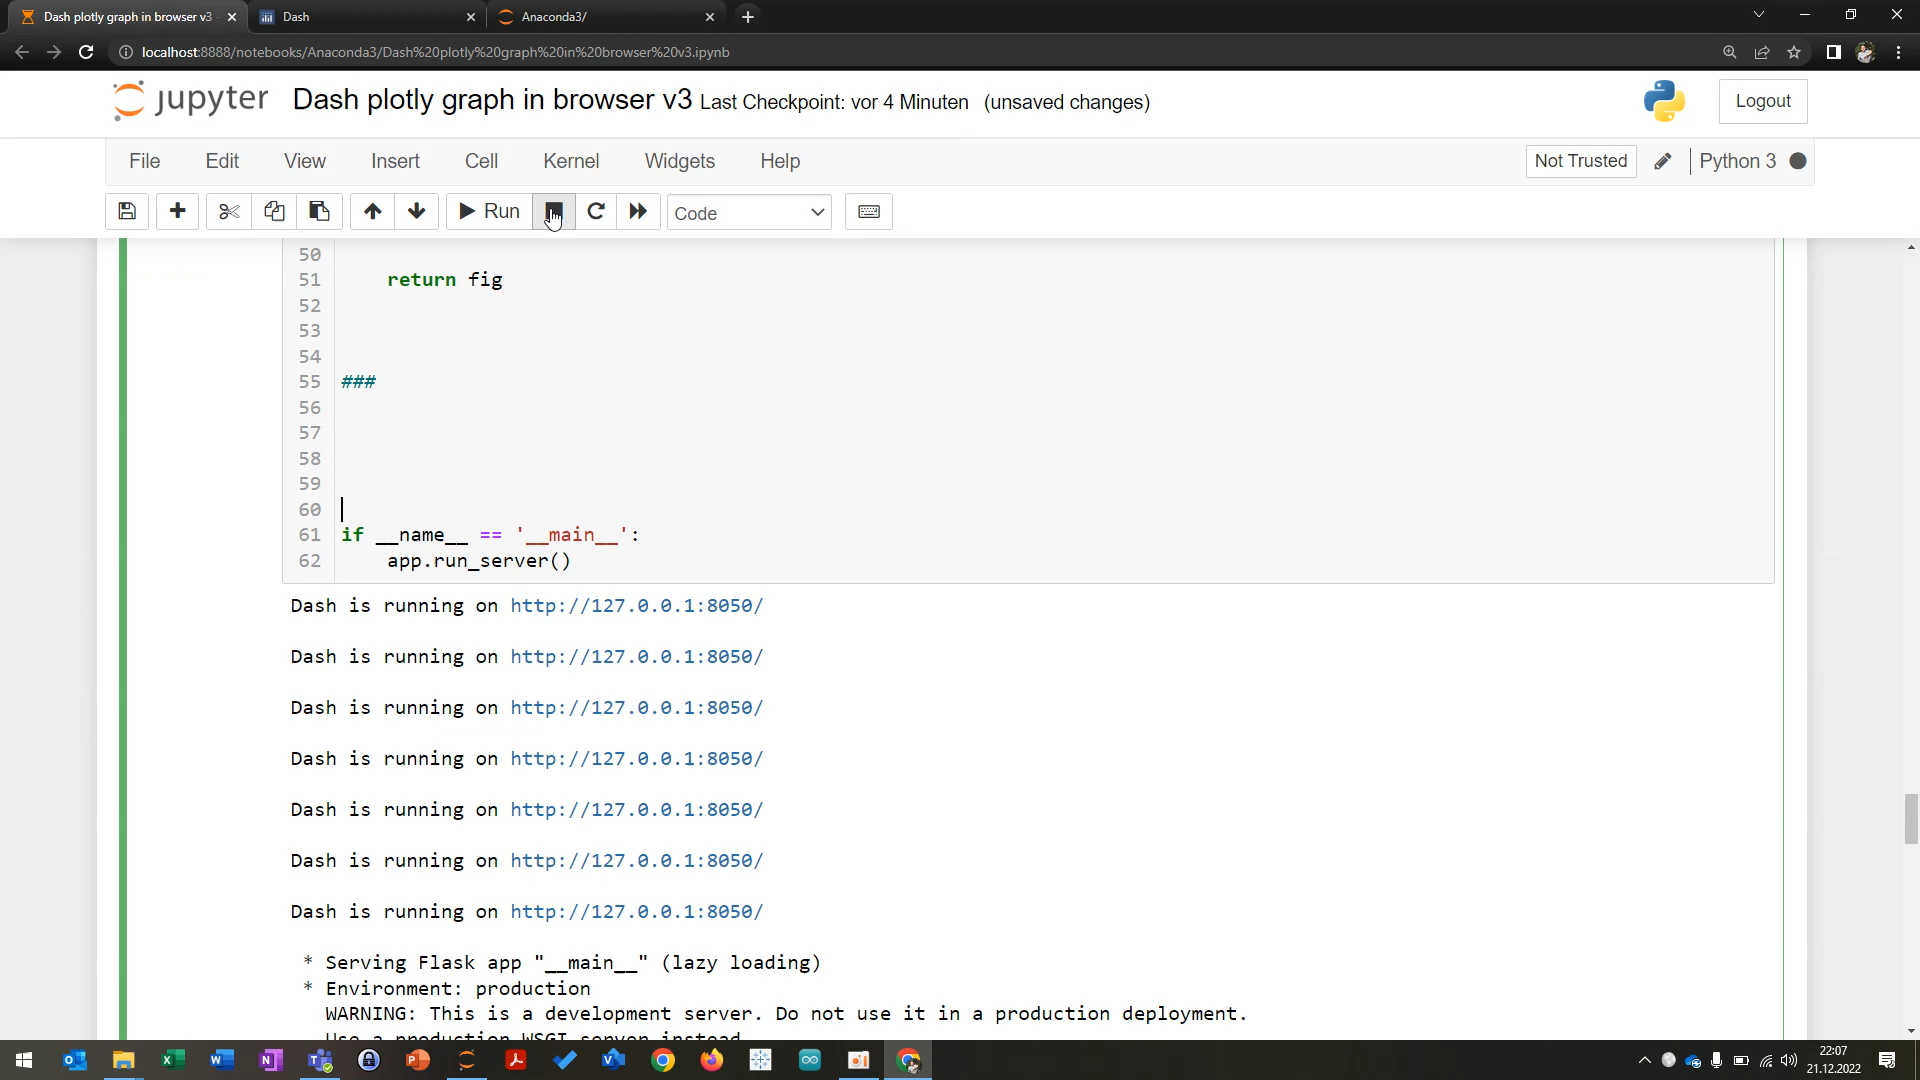 Dash plotly graph in browser v3
Dash
Anaconda3/
localhost:8888/notebooks/Anaconda3/Dash%20plotly%20graph%20in%20browser%20v3.ipynb
jupyter Dash plotly graph in browser v3 Last Checkpoint: vor 4 Minuten (unsaved changes)
Logout
File Edit View Insert Cell Kernel Widgets Help
Not Trusted Python 3
Run Code
50
51 return fig
52
53
54
55 ###
56
57
58
59
60
61 if __name__ == '__main__':
62 app.run_server()
Dash is running on http://127.0.0.1:8050/
Dash is running on http://127.0.0.1:8050/
Dash is running on http://127.0.0.1:8050/
Dash is running on http://127.0.0.1:8050/
Dash is running on http://127.0.0.1:8050/
Dash is running on http://127.0.0.1:8050/
Dash is running on http://127.0.0.1:8050/
* Serving Flask app "__main__" (lazy loading)
* Environment: production
WARNING: This is a development server. Do not use it in a production deployment.
Use a production WSGI server instead
22:07
21.12.2022